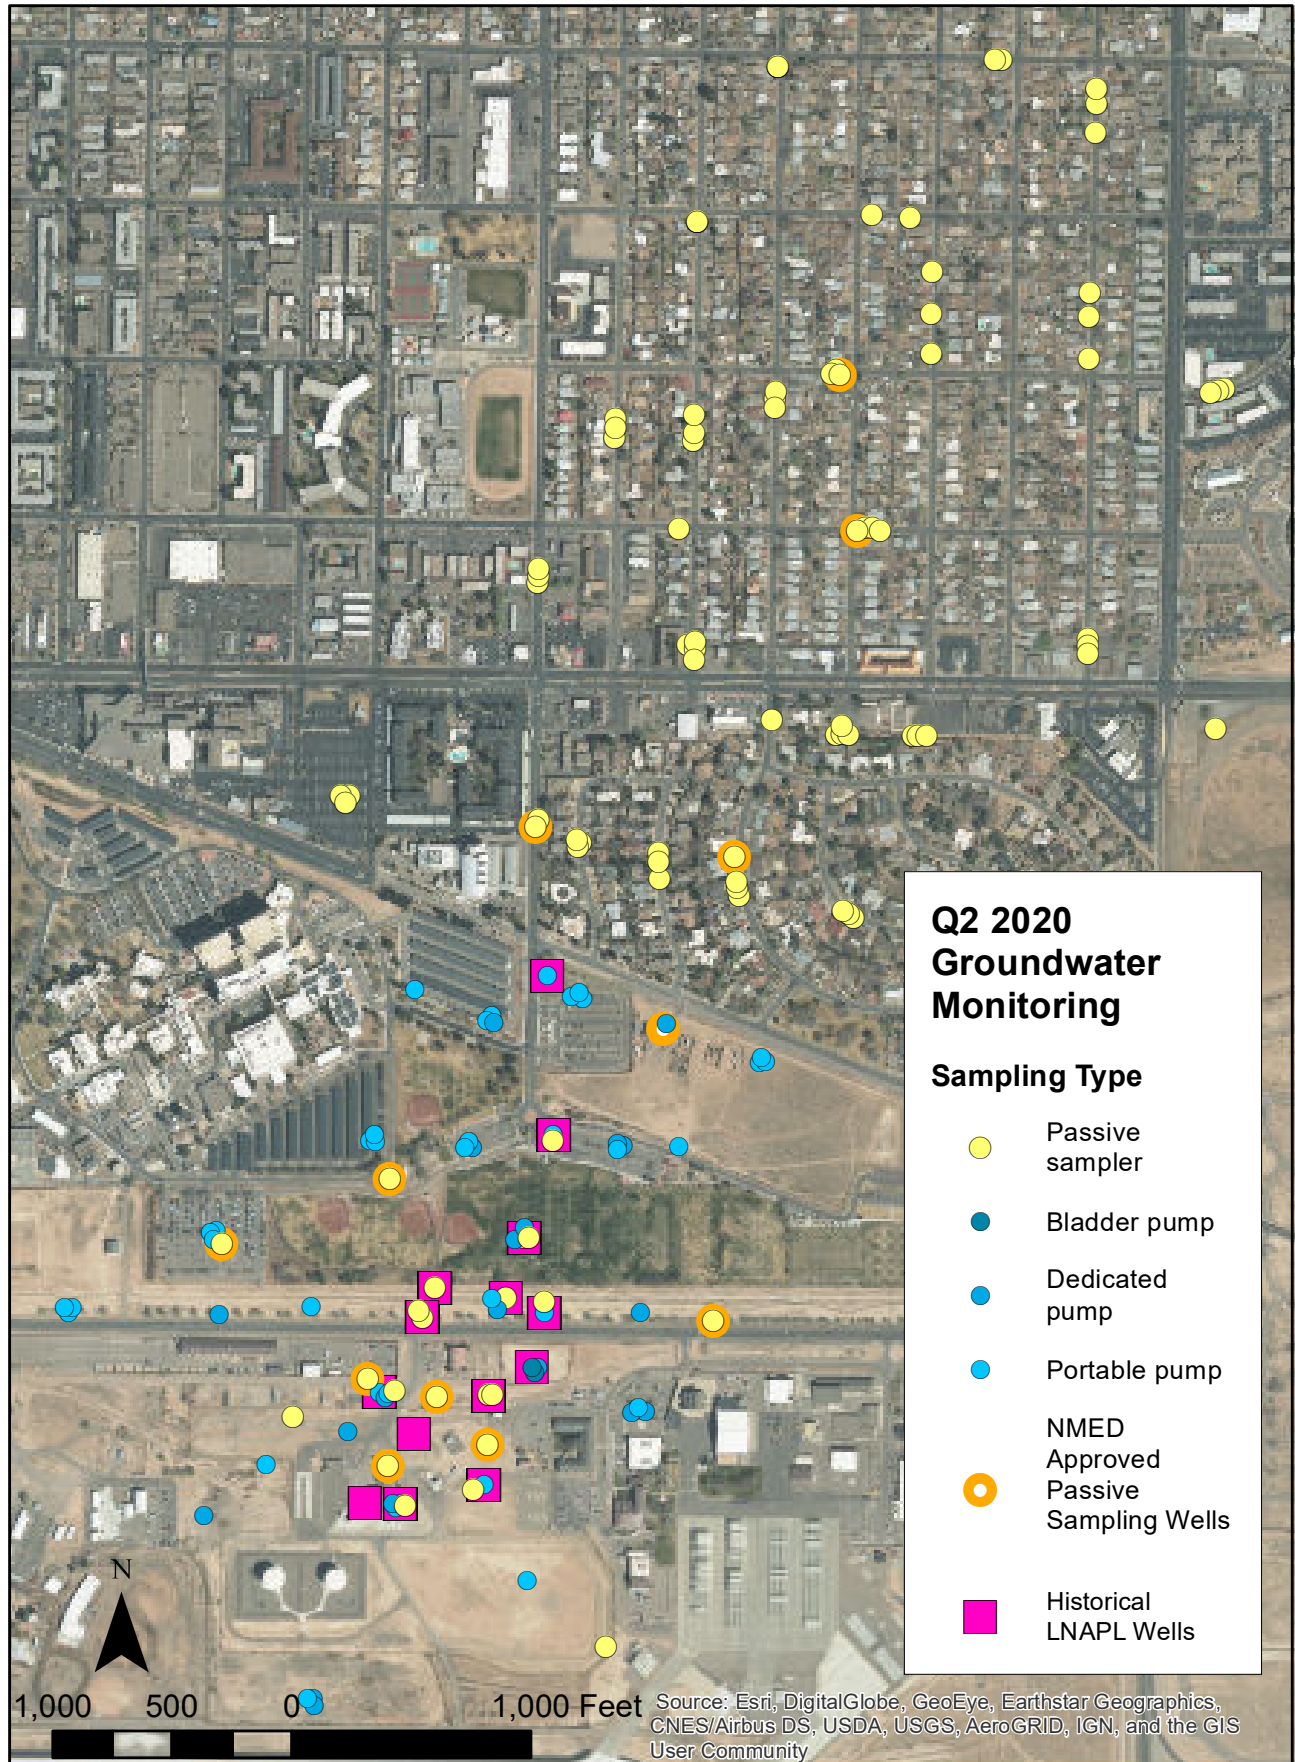 Q2 2020
Groundwater
Monitoring
Sampling Type
Passive
sampler
Bladder pump
Dedicated
pump
Portable pump
NMED
Approved
Passive
Sampling Wells
Historical
LNAPL Wells
N
1,000 500 0 1,000 Feet
Source: Esri, DigitalGlobe, GeoEye, Earthstar Geographics,
CNES/Airbus DS, USDA, USGS, AeroGRID, IGN, and the GIS
User Community